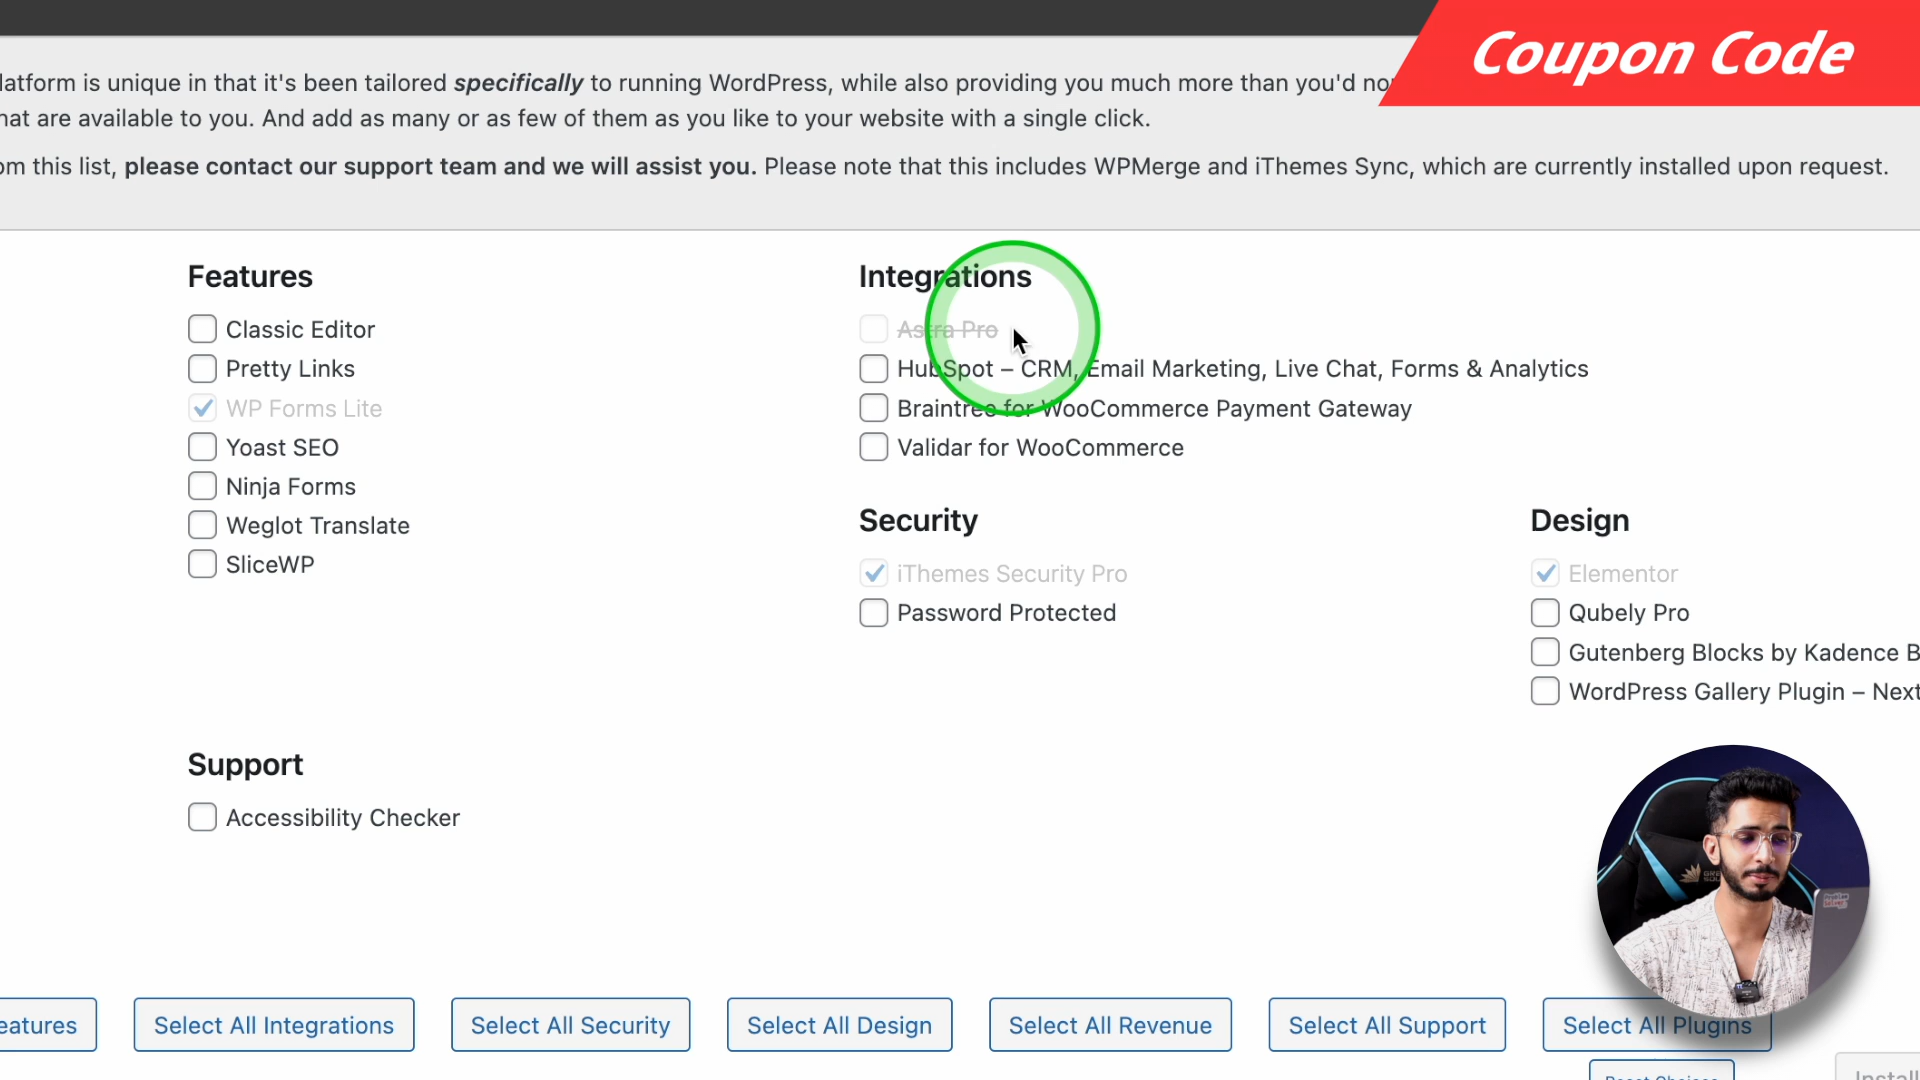 Coupon Code
latform is unique in that it's been tailored specifically to running WordPress, while also providing you much more than you'd
hat are available to you. And add as many or as few of them as you like to your website with a single click.
om this list, please contact our support team and we will assist you. Please note that this includes WPMerge and iThemes Sync, which are currently installed upon request.
Features
Classic Editor
Pretty Links
WP Forms Lite
Yoast SEO
Ninja Forms
Weglot Translate
SliceWP
Integrations
Astra Pro
HubSpot – CRM, Email Marketing, Live Chat, Forms & Analytics
Braintree for WooCommerce Payment Gateway
Validar for WooCommerce
Security
iThemes Security Pro
Password Protected
Design
Elementor
Qubely Pro
Gutenberg Blocks by Kadence B
WordPress Gallery Plugin – Next
Support
Accessibility Checker
eatures
Select All Integrations
Select All Security
Select All Design
Select All Revenue
Select All Support
Select All Plugins